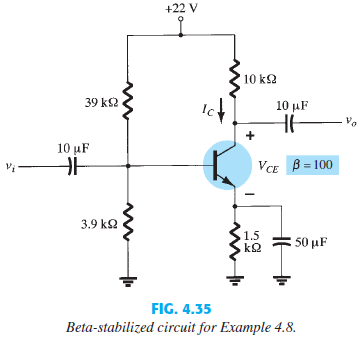 +22 V
10 kΩ
39 kΩ
I_C
10 μF
v_o
10 μF
v_i
+
V_CE
β = 100
−
3.9 kΩ
1.5
kΩ
50 μF
FIG. 4.35
Beta-stabilized circuit for Example 4.8.